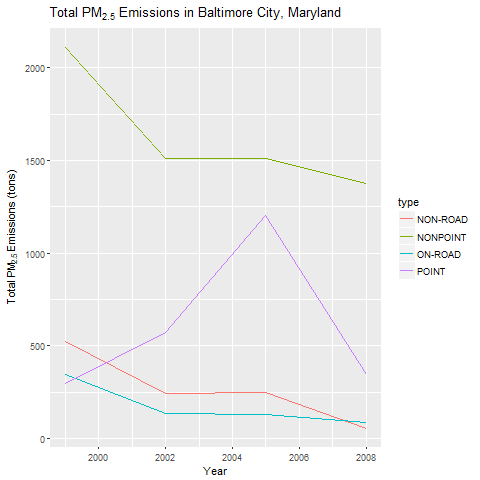 Total PM2.5 Emissions in Baltimore City, Maryland
Total PM2.5 Emissions (tons)
2000
1500
1000
500
0
2000 2002 2004 2006 2008
Year
type
NON-ROAD
NONPOINT
ON-ROAD
POINT